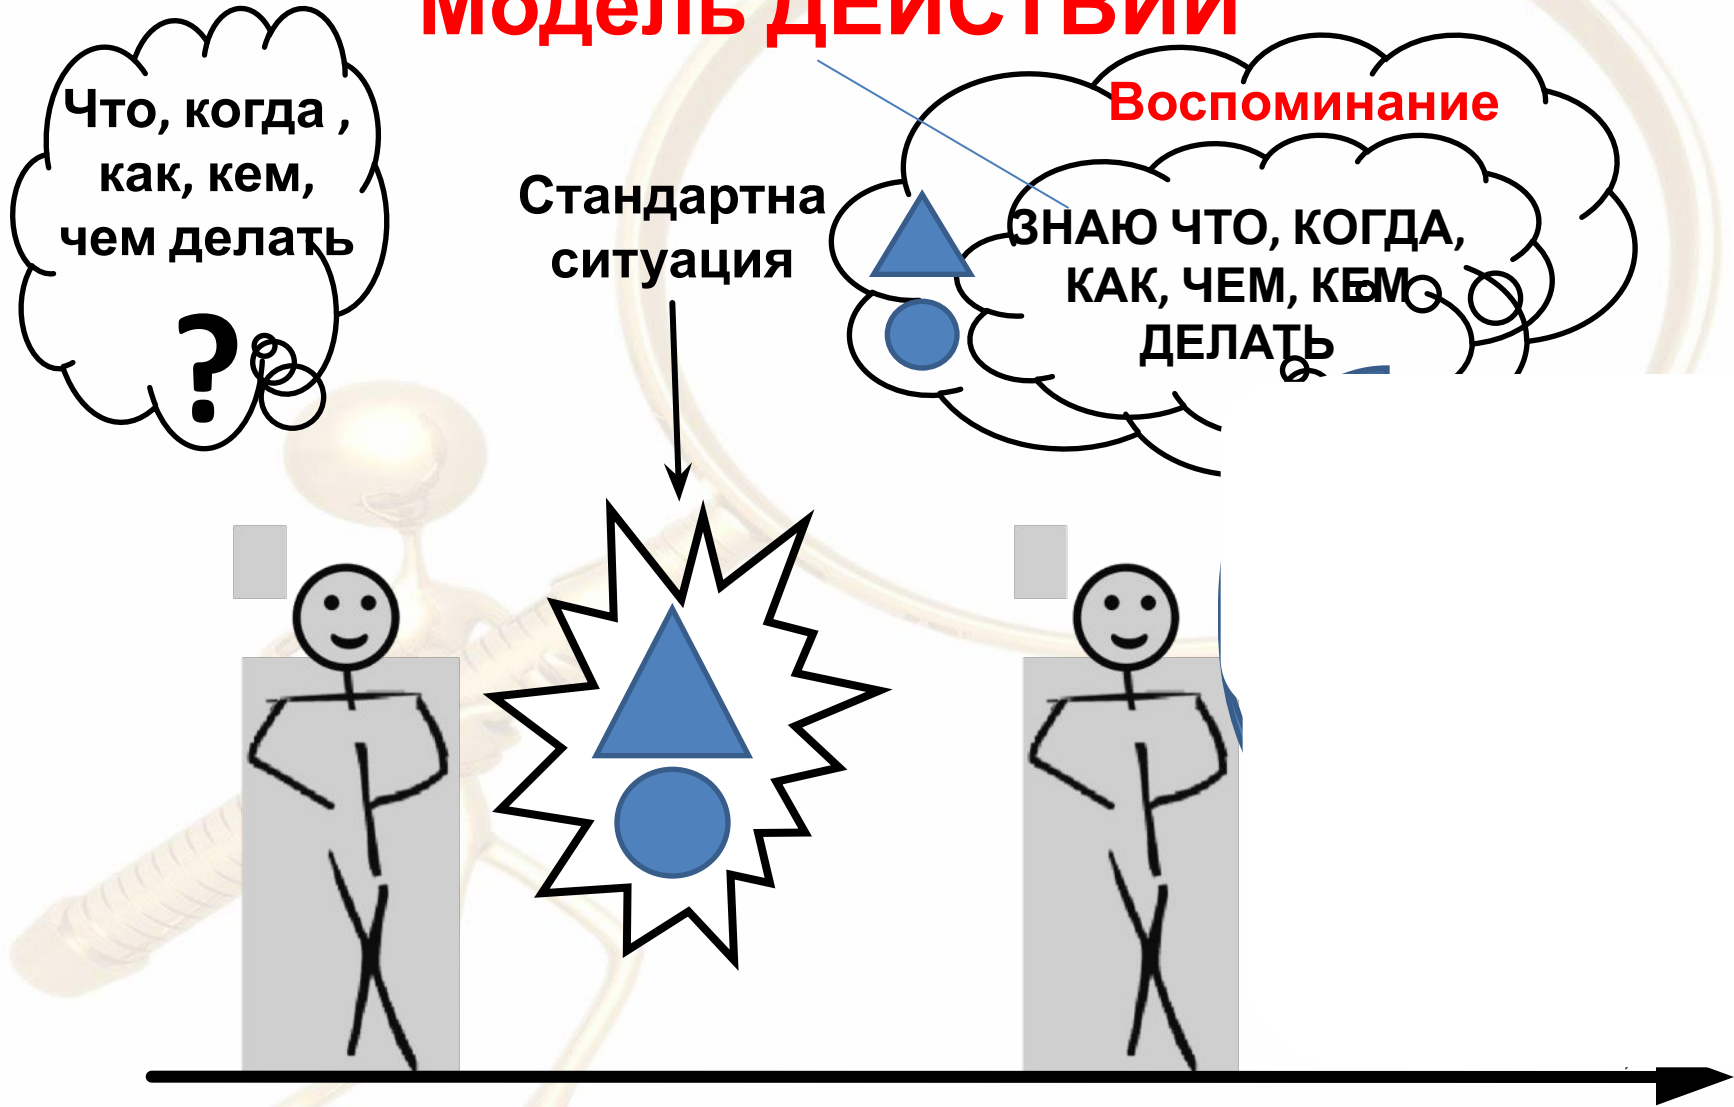 Модель ДЕЙСТВИЙ
Что, когда ,
как, кем,
чем делать
?
Стандартна
ситуация
Воспоминание
ЗНАЮ ЧТО, КОГДА,
КАК, ЧЕМ, КЕМ
ДЕЛАТЬ